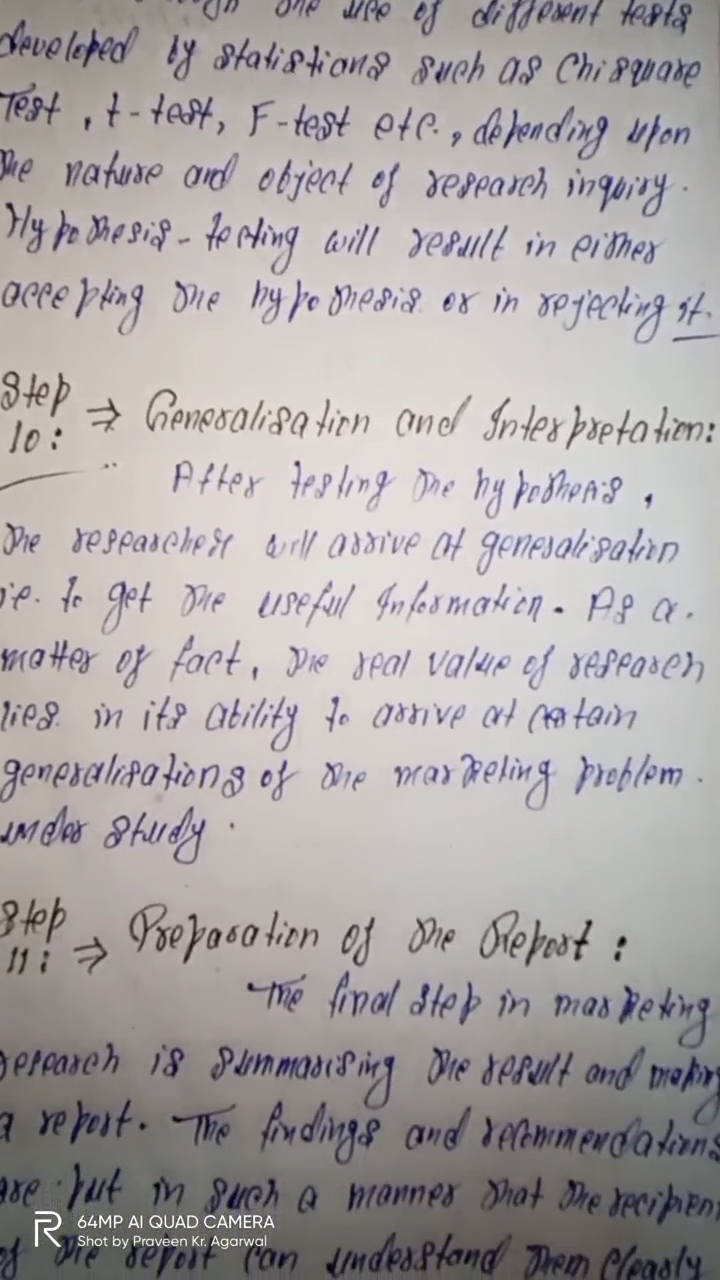 the use of different tests
developed by statistians such as Chisquare
Test, t-test, F-test etc., depending upon
the nature and object of research inquiry.
Hypothesis-testing will result in either
accepting the hypothesis or in rejecting it.
Step 10: ⇒ Generalisation and Interpretation:
After testing the hypothesis,
the researcher will arrive at generalisation
i.e. to get the useful Information. As a.
matter of fact, the real value of research
lies in its ability to arrive at certain
generalisations of the marketing problem.
under study.
Step 11: ⇒ Preparation of the Report:
The final step in marketing
research is summarising the result and making
a report. The findings and recommendations
are put in such a manner that the recipien
of the report can understand them clearly
64MP AI QUAD CAMERA
Shot by Praveen Kr. Agarwal